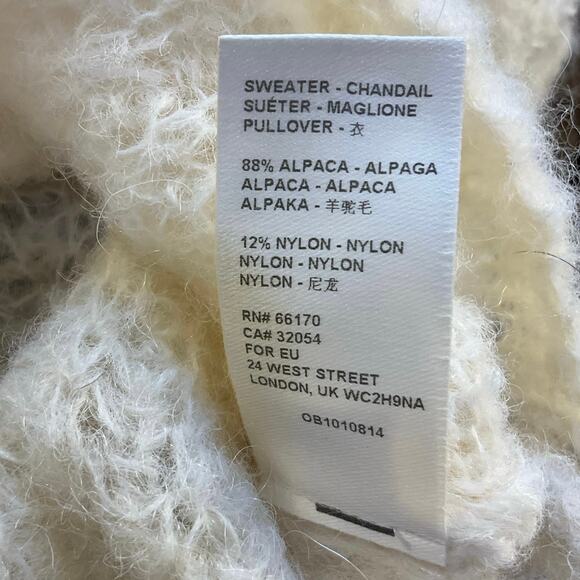 SWEATER - CHANDAIL
SUÉTER - MAGLIONE
PULLOVER - 衣
88% ALPACA - ALPAGA
ALPACA - ALPACA
ALPAKA - 羊驼毛
12% NYLON - NYLON
NYLON - NYLON
NYLON - 尼龙
RN# 66170
CA# 32054
FOR EU
24 WEST STREET
LONDON, UK WC2H9NA
OB1010814